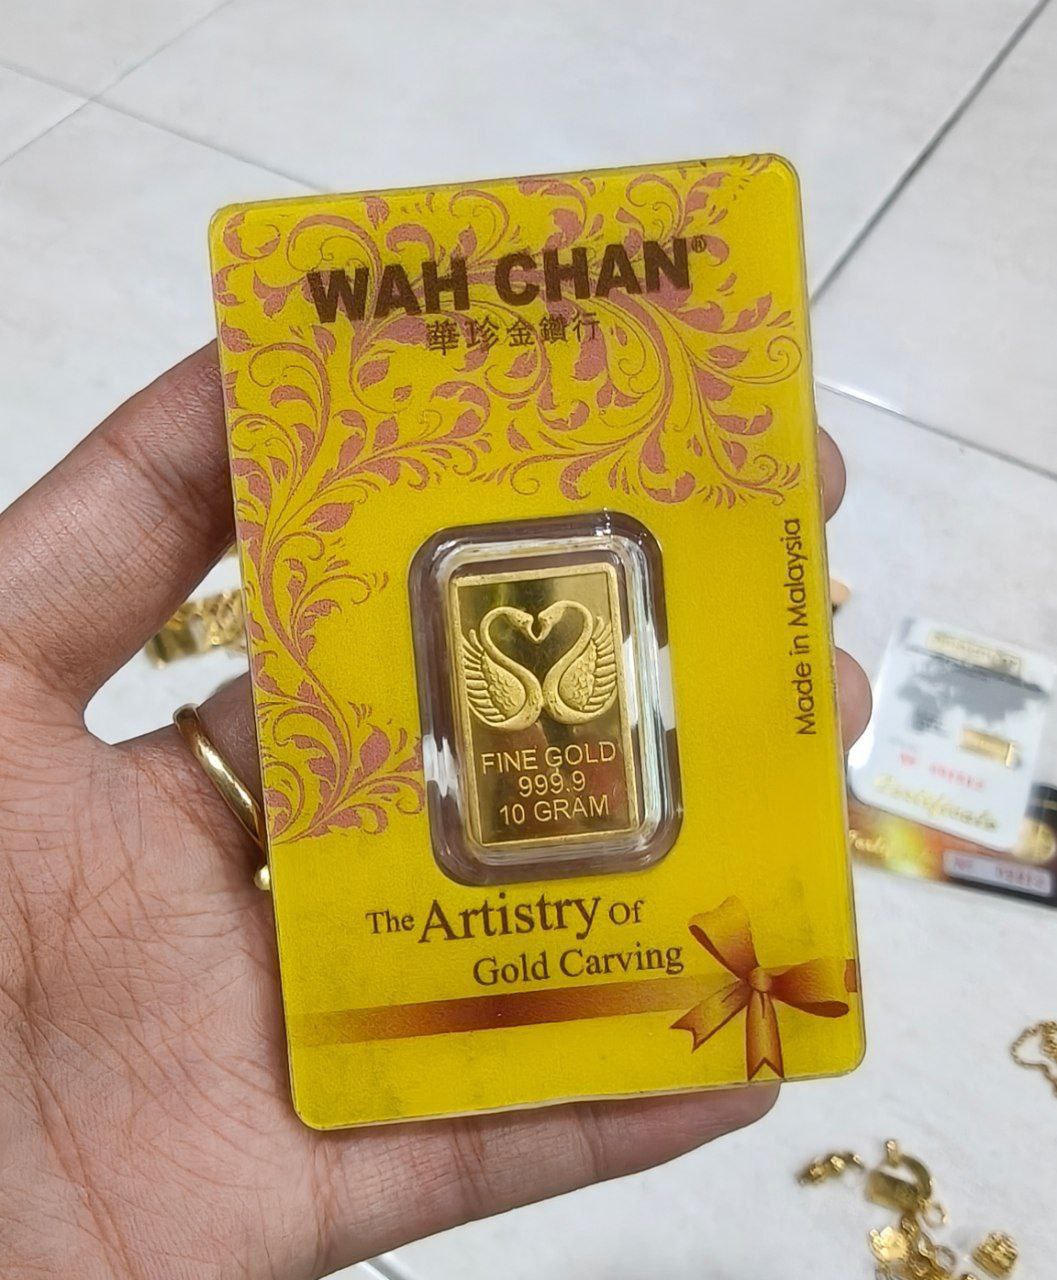 WAH CHAN®
華珍金鑽行
Made in Malaysia
FINE GOLD
999.9
10 GRAM
The Artistry Of
Gold Carving
Certificate